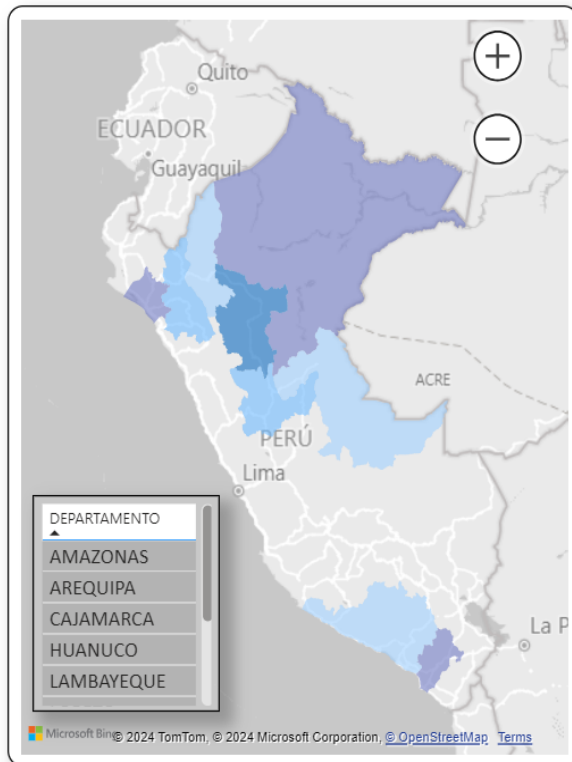 Quito
ECUADOR
Guayaquil
ACRE
PERÚ
Lima
DEPARTAMENTO
AMAZONAS
AREQUIPA
CAJAMARCA
HUANUCO
LAMBAYEQUE
La P
Microsoft Bing
© 2024 TomTom, © 2024 Microsoft Corporation, © OpenStreetMap Terms